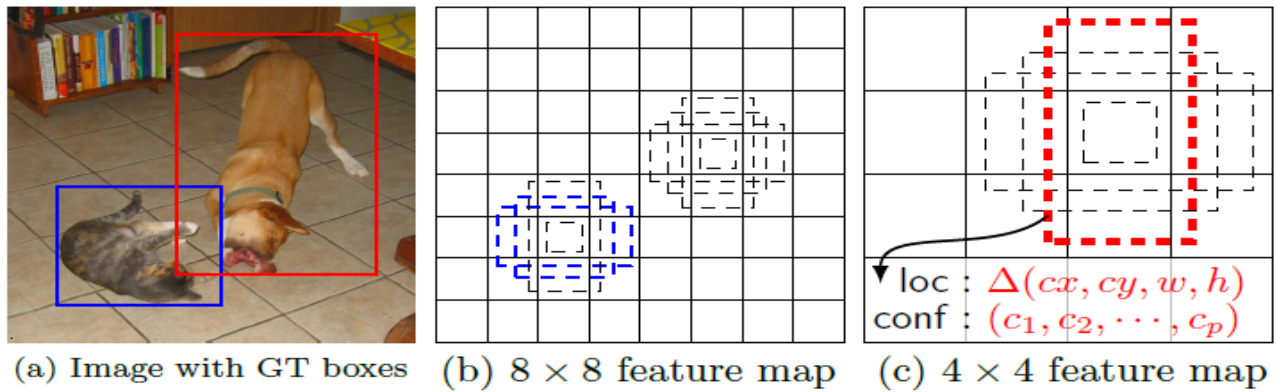 loc : Δ(cx, cy, w, h)
conf : (c₁, c₂, ⋯, cₚ)
(a) Image with GT boxes
(b) 8 × 8 feature map
(c) 4 × 4 feature map